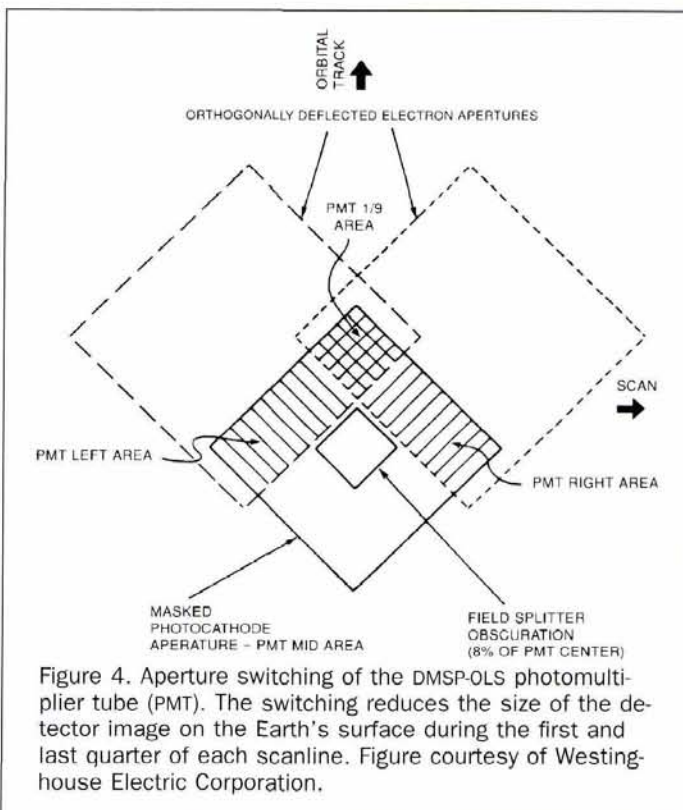 ORBITAL
TRACK
ORTHOGONALLY DEFLECTED ELECTRON APERTURES
PMT 1/9
AREA
SCAN
PMT LEFT AREA
PMT RIGHT AREA
MASKED
PHOTOCATHODE
APERATURE – PMT MID AREA
FIELD SPLITTER
OBSCURATION
(8% OF PMT CENTER)
Figure 4. Aperture switching of the DMSP-OLS photomulti-
plier tube (PMT). The switching reduces the size of the de-
tector image on the Earth's surface during the first and
last quarter of each scanline. Figure courtesy of Westing-
house Electric Corporation.